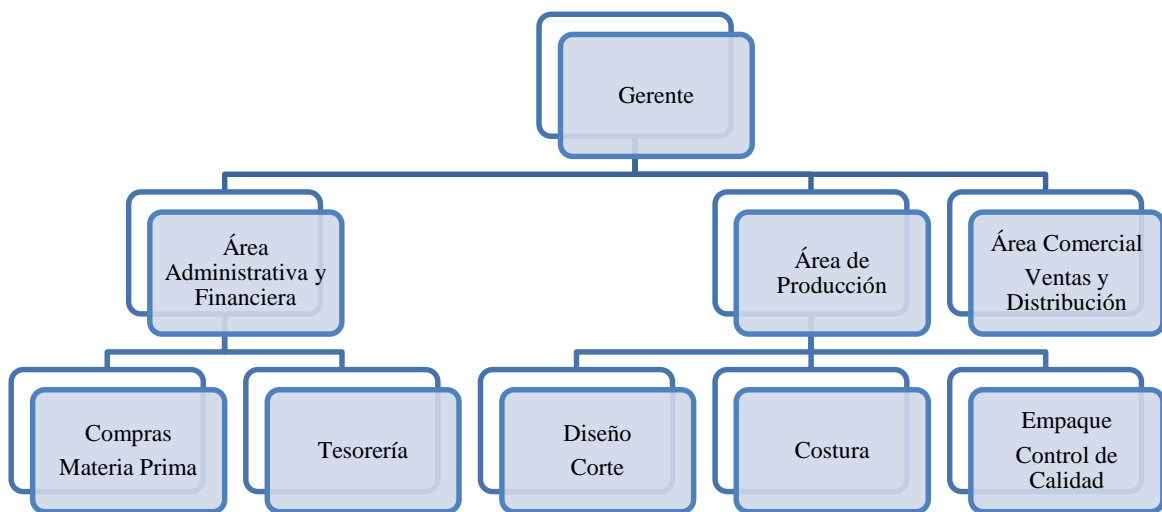 Gerente
Área
Administrativa y
Financiera
Área de
Producción
Área Comercial
Ventas y
Distribución
Compras
Materia Prima
Tesorería
Diseño
Corte
Costura
Empaque
Control de
Calidad